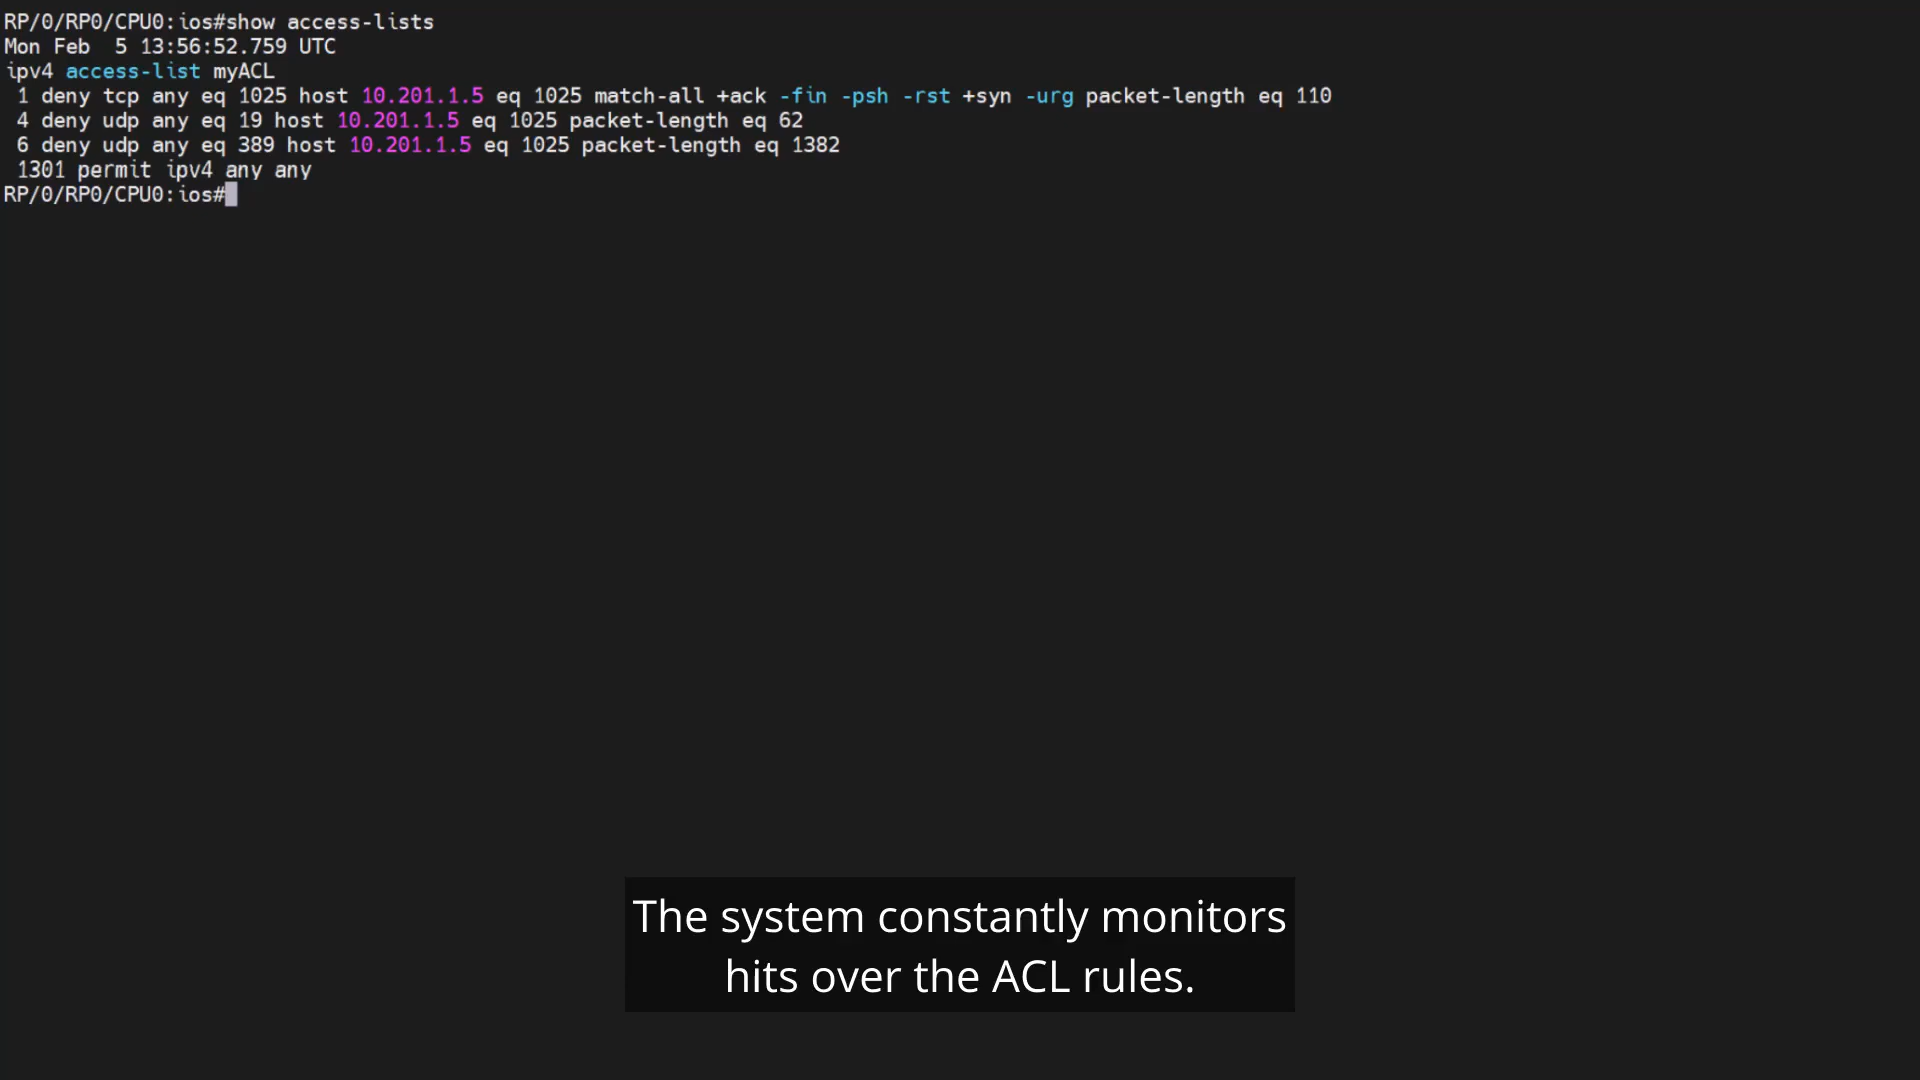 RP/0/RP0/CPU0:ios#show access-lists
Mon Feb  5 13:56:52.759 UTC
ipv4 access-list myACL
 1 deny tcp any eq 1025 host 10.201.1.5 eq 1025 match-all +ack -fin -psh -rst +syn -urg packet-length eq 110
 4 deny udp any eq 19 host 10.201.1.5 eq 1025 packet-length eq 62
 6 deny udp any eq 389 host 10.201.1.5 eq 1025 packet-length eq 1382
 1301 permit ipv4 any any
RP/0/RP0/CPU0:ios#
The system constantly monitors
hits over the ACL rules.